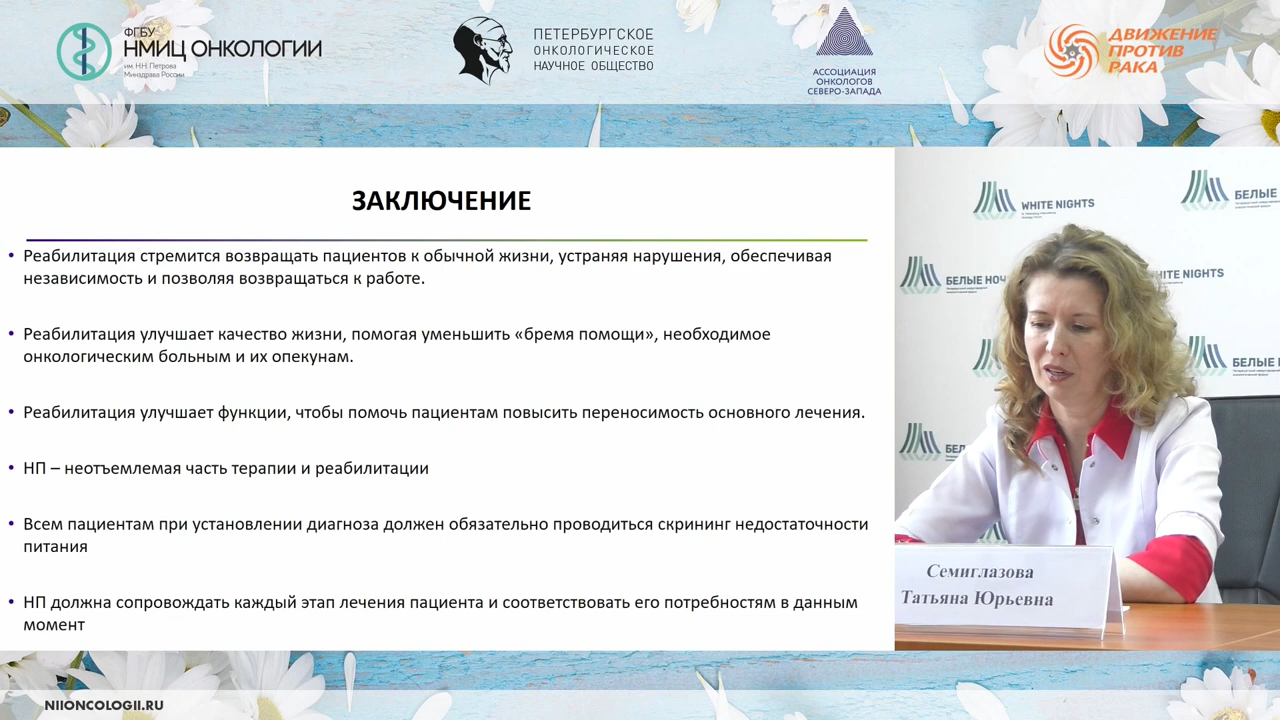 ФГБУ
НМИЦ ОНКОЛОГИИ
им. Н.Н. Петрова
Минздрава России
ПЕТЕРБУРГСКОЕ
ОНКОЛОГИЧЕСКОЕ
НАУЧНОЕ ОБЩЕСТВО
АССОЦИАЦИЯ
ОНКОЛОГОВ
СЕВЕРО-ЗАПАДА
ДВИЖЕНИЕ
ПРОТИВ
РАКА
ЗАКЛЮЧЕНИЕ
• Реабилитация стремится возвращать пациентов к обычной жизни, устраняя нарушения, обеспечивая
независимость и позволяя возвращаться к работе.
• Реабилитация улучшает качество жизни, помогая уменьшить «бремя помощи», необходимое
онкологическим больным и их опекунам.
• Реабилитация улучшает функции, чтобы помочь пациентам повысить переносимость основного лечения.
• НП – неотъемлемая часть терапии и реабилитации
• Всем пациентам при установлении диагноза должен обязательно проводиться скрининг недостаточности
питания
• НП должна сопровождать каждый этап лечения пациента и соответствовать его потребностям в данным
момент
WHITE NIGHTS
БЕЛЫЕ
БЕЛЫЕ НОЧ
WHITE NIGHTS
БЕЛЫЕ
БЕЛ
Семиглазова
Татьяна Юрьевна
NIIONCOLOGII.RU